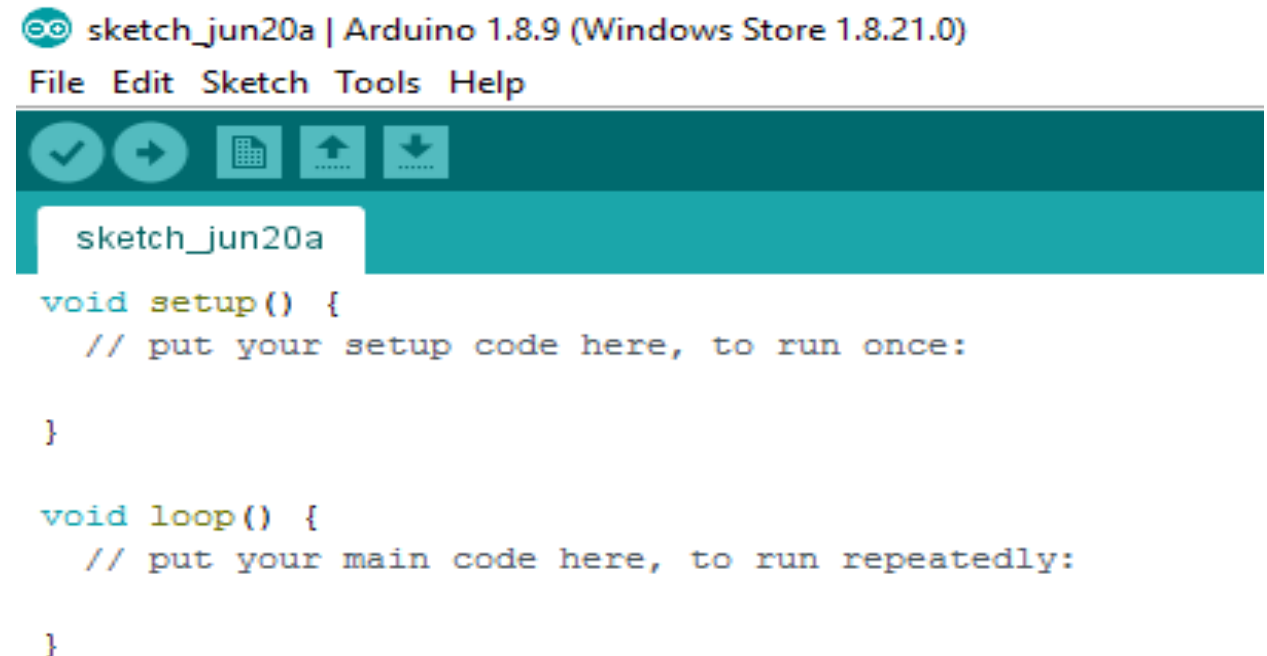 sketch_jun20a | Arduino 1.8.9 (Windows Store 1.8.21.0)
File Edit Sketch Tools Help
sketch_jun20a
void setup() {
  // put your setup code here, to run once:
}
void loop() {
  // put your main code here, to run repeatedly:
}